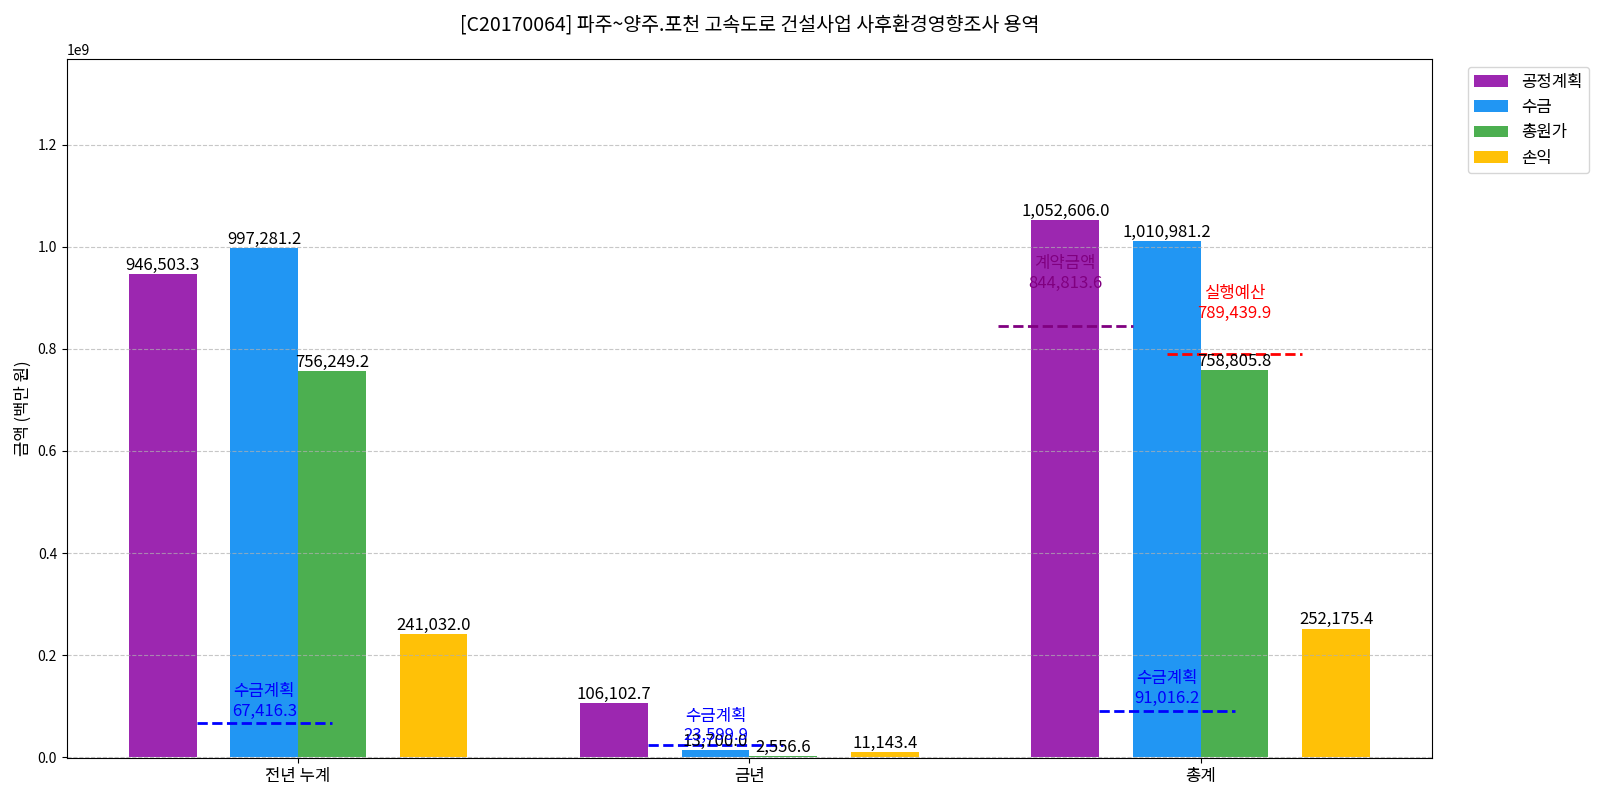 [C20170064] 파주~양주.포천 고속도로 건설사업 사후환경영향조사 용역
1e9
금액 (백만 원)
1.2
1.0
0.8
0.6
0.4
0.2
0.0
946,503.3
997,281.2
756,249.2
241,032.0
수금계획
67,416.3
106,102.7
수금계획
23,599.9
13,700.0
2,556.6
11,143.4
1,052,606.0
1,010,981.2
계약금액
844,813.6
실행예산
789,439.9
758,805.8
252,175.4
수금계획
91,016.2
전년 누계
금년
총계
공정계획
수금
총원가
손익